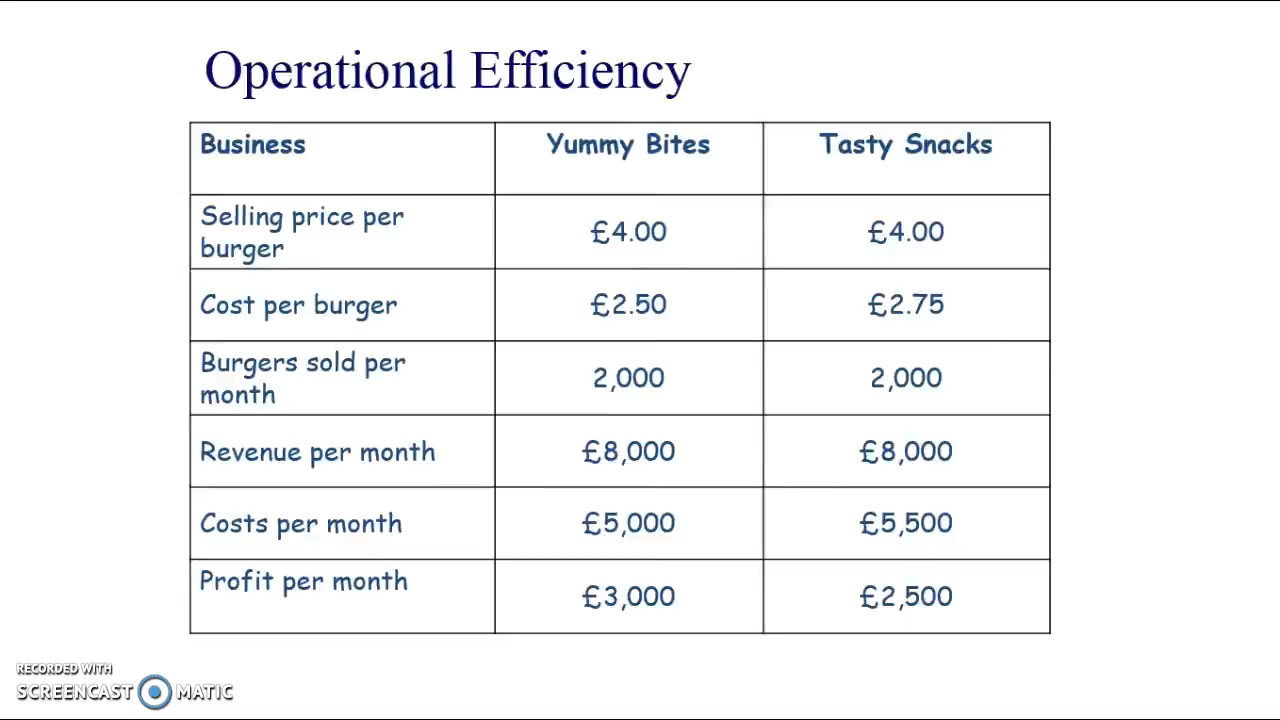 Operational Efficiency
Business Yummy Bites Tasty Snacks
Selling price per
burger £4.00 £4.00
Cost per burger £2.50 £2.75
Burgers sold per
month 2,000 2,000
Revenue per month £8,000 £8,000
Costs per month £5,000 £5,500
Profit per month £3,000 £2,500
RECORDED WITH
SCREENCAST MATIC